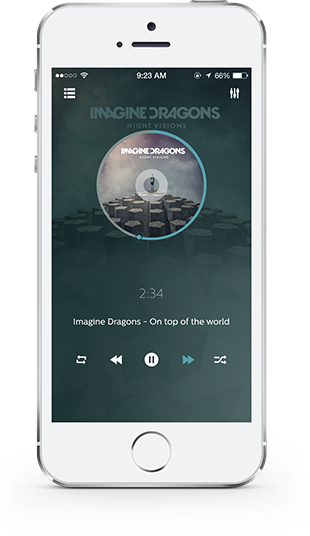 9:23 AM
66%
IMAGINE DRAGONS
NIGHT VISIONS
IMAGINE DRAGONS
NIGHT VISIONS
2:34
Imagine Dragons - On top of the world